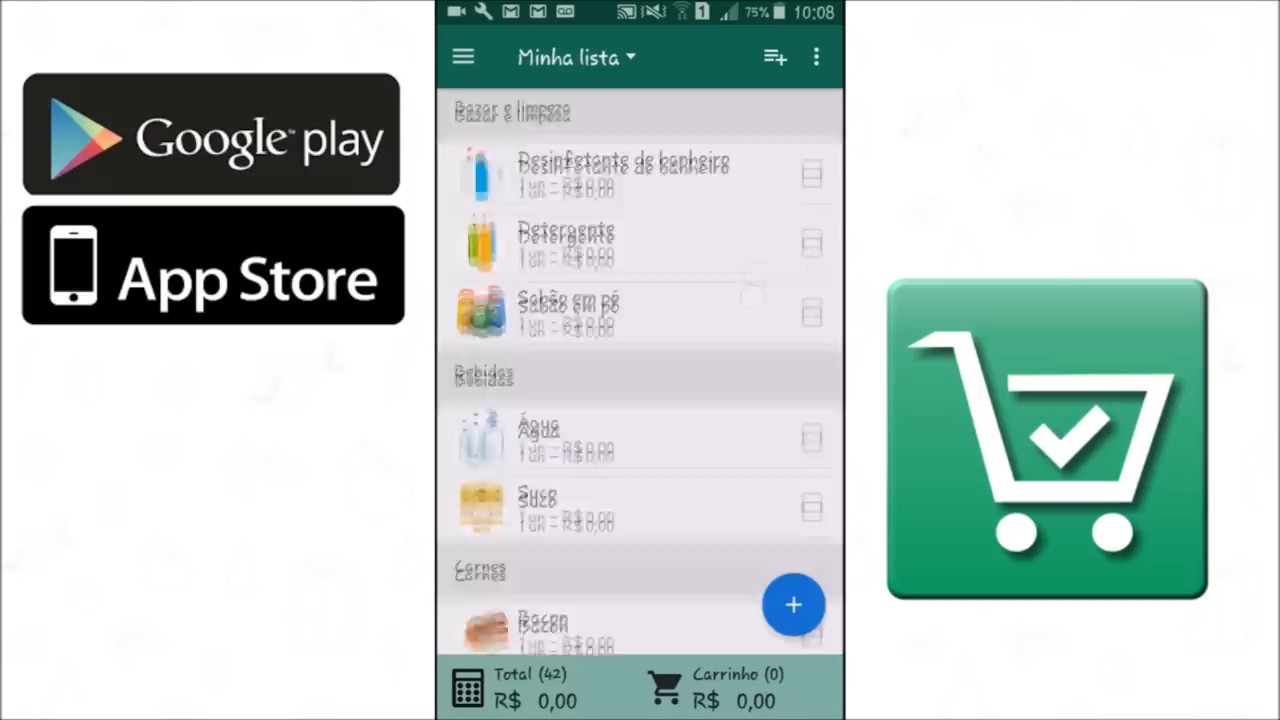 Google™ play
App Store
1 75% 10:08
Minha lista
Bazar e limpeza
Desinfetante de banheiro
1 un - R$ 0,00
Detergente
1 un - R$ 0,00
Sabão em pó
1 un - R$ 0,00
Bebidas
Água
1 un - R$ 0,00
Suco
1 un - R$ 0,00
Carnes
Bacon
1 un - R$ 0,00
+
Total (42)
R$ 0,00
Carrinho (0)
R$ 0,00